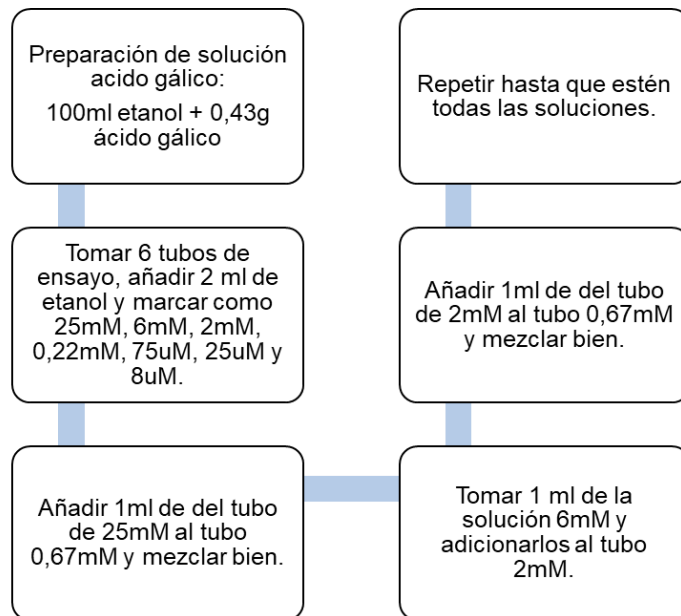 Preparación de solución
acido gálico:
100ml etanol + 0,43g
ácido gálico
Tomar 6 tubos de
ensayo, añadir 2 ml de
etanol y marcar como
25mM, 6mM, 2mM,
0,22mM, 75uM, 25uM y
8uM.
Añadir 1ml de del tubo
de 25mM al tubo
0,67mM y mezclar bien.
Tomar 1 ml de la
solución 6mM y
adicionarlos al tubo
2mM.
Añadir 1ml de del tubo
de 2mM al tubo 0,67mM
y mezclar bien.
Repetir hasta que estén
todas las soluciones.